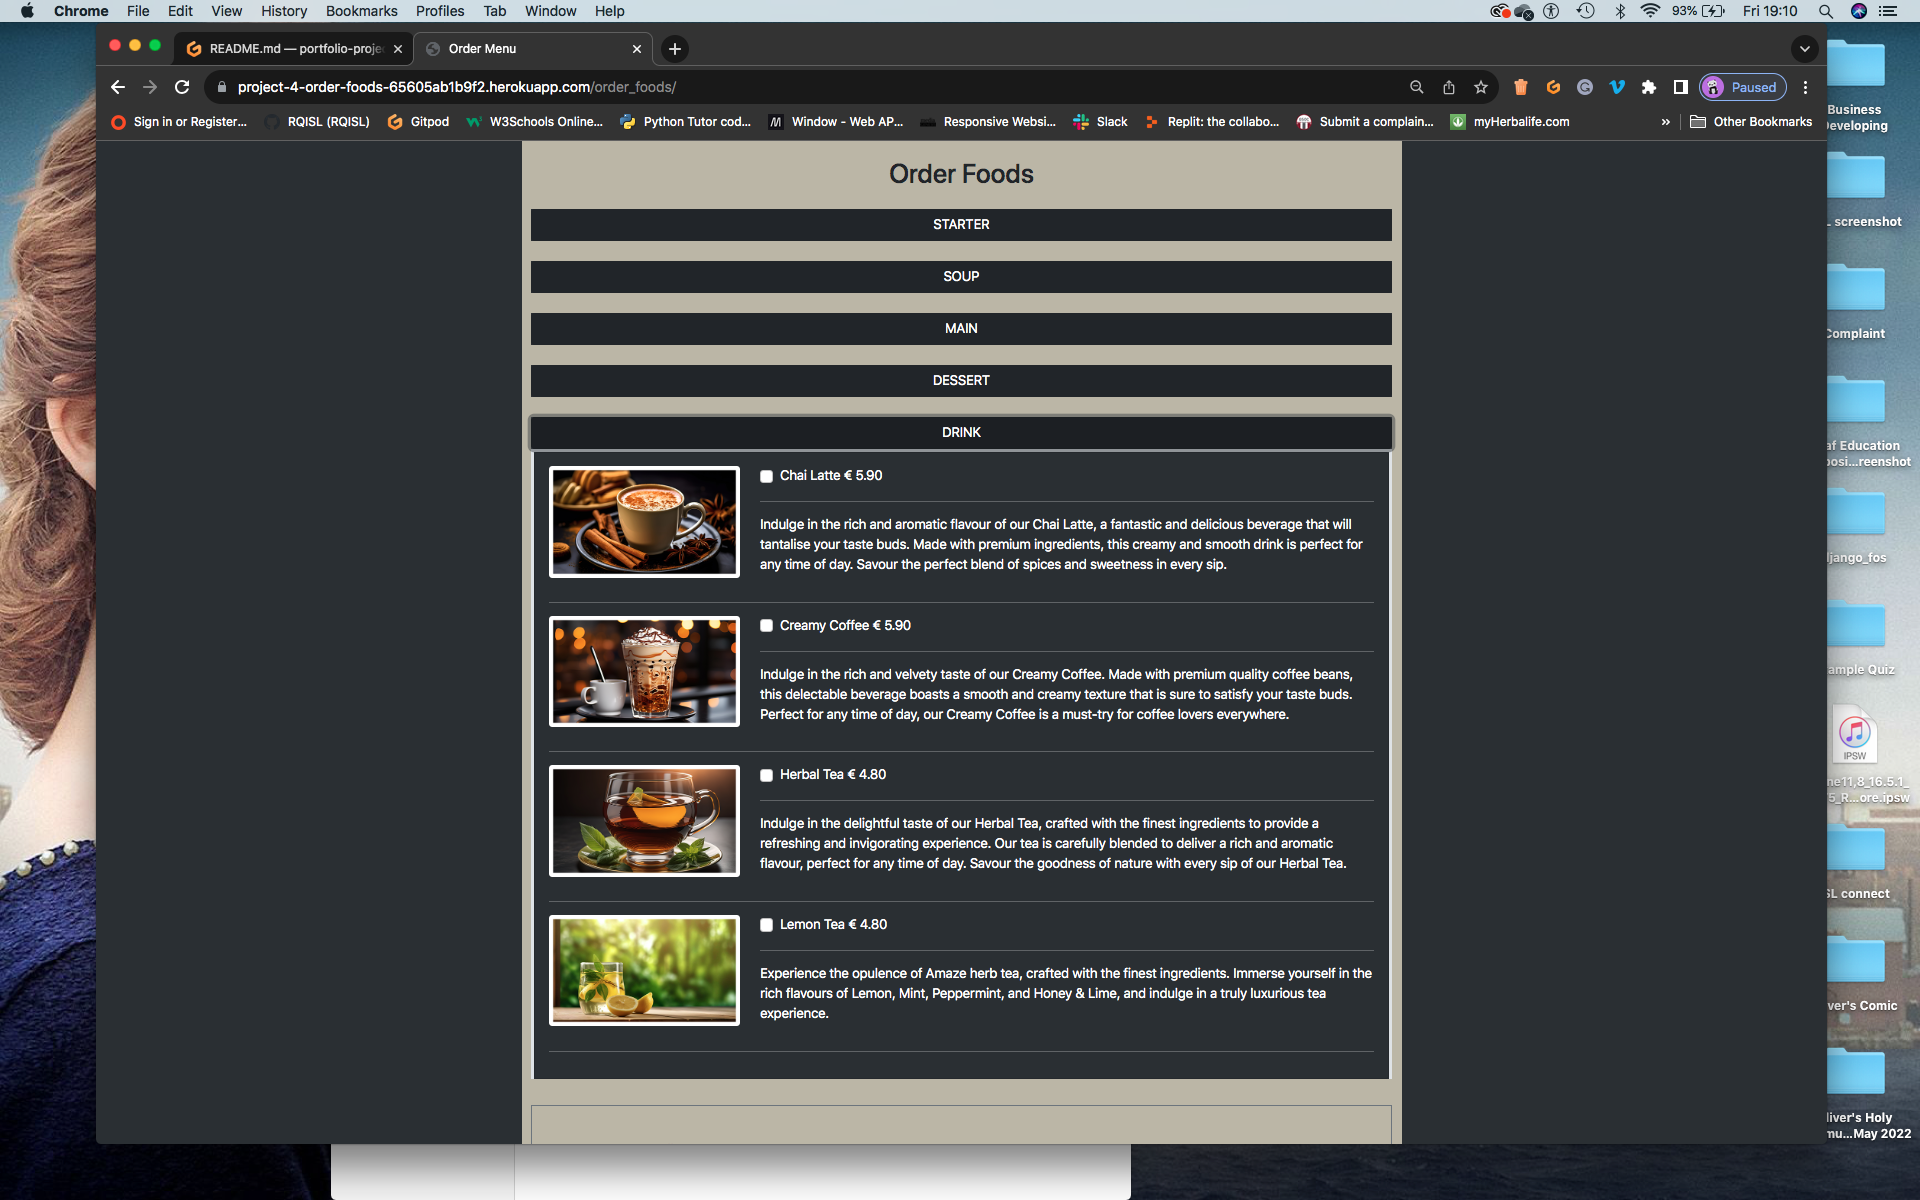 Chrome File Edit View History Bookmarks Profiles Tab Window Help 93% Fri 19:10
README.md — portfolio-proje Order Menu
project-4-order-foods-65605ab1b9f2.herokuapp.com/order_foods/ Paused
Sign in or Register... RQISL (RQISL) Gitpod W3Schools Online... Python Tutor cod... Window - Web AP... Responsive Websi... Slack Replit: the collabo... Submit a complain... myHerbalife.com » Other Bookmarks
Order Foods
STARTER
SOUP
MAIN
DESSERT
DRINK
Chai Latte € 5.90
Indulge in the rich and aromatic flavour of our Chai Latte, a fantastic and delicious beverage that will
tantalise your taste buds. Made with premium ingredients, this creamy and smooth drink is perfect for
any time of day. Savour the perfect blend of spices and sweetness in every sip.
Creamy Coffee € 5.90
Indulge in the rich and velvety taste of our Creamy Coffee. Made with premium quality coffee beans,
this delectable beverage boasts a smooth and creamy texture that is sure to satisfy your taste buds.
Perfect for any time of day, our Creamy Coffee is a must-try for coffee lovers everywhere.
Herbal Tea € 4.80
Indulge in the delightful taste of our Herbal Tea, crafted with the finest ingredients to provide a
refreshing and invigorating experience. Our tea is carefully blended to deliver a rich and aromatic
flavour, perfect for any time of day. Savour the goodness of nature with every sip of our Herbal Tea.
Lemon Tea € 4.80
Experience the opulence of Amaze herb tea, crafted with the finest ingredients. Immerse yourself in the
rich flavours of Lemon, Mint, Peppermint, and Honey & Lime, and indulge in a truly luxurious tea
experience.
Business
Developing
screenshot
Complaint
af Education
posi...reenshot
django_fos
ample Quiz
IPSW
ne11,8_16.5.1_
5_R...ore.ipsw
SL connect
ver's Comic
liver's Holy
mu...May 2022